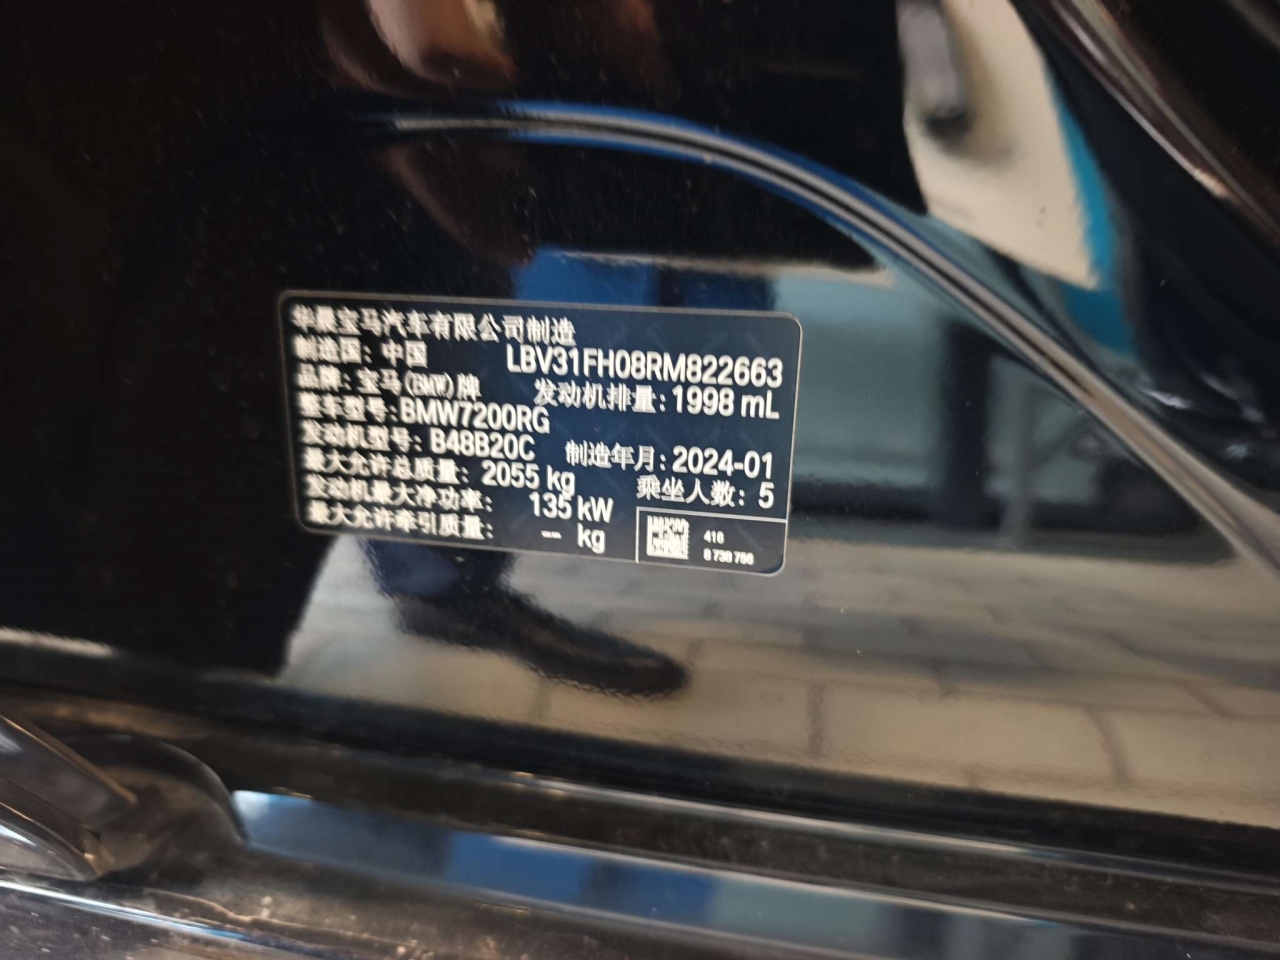 华晨宝马汽车有限公司制造
制造国：中国 LBV31FH08RM822663
品牌：宝马(BMW)牌 发动机排量：1998 mL
整车型号：BMW7200RG
发动机型号：B48B20C 制造年月：2024-01
最大允许总质量：2055 kg 乘坐人数：5
发动机最大净功率：135 kW
最大允许牵引质量：-- kg
416
8 738 756